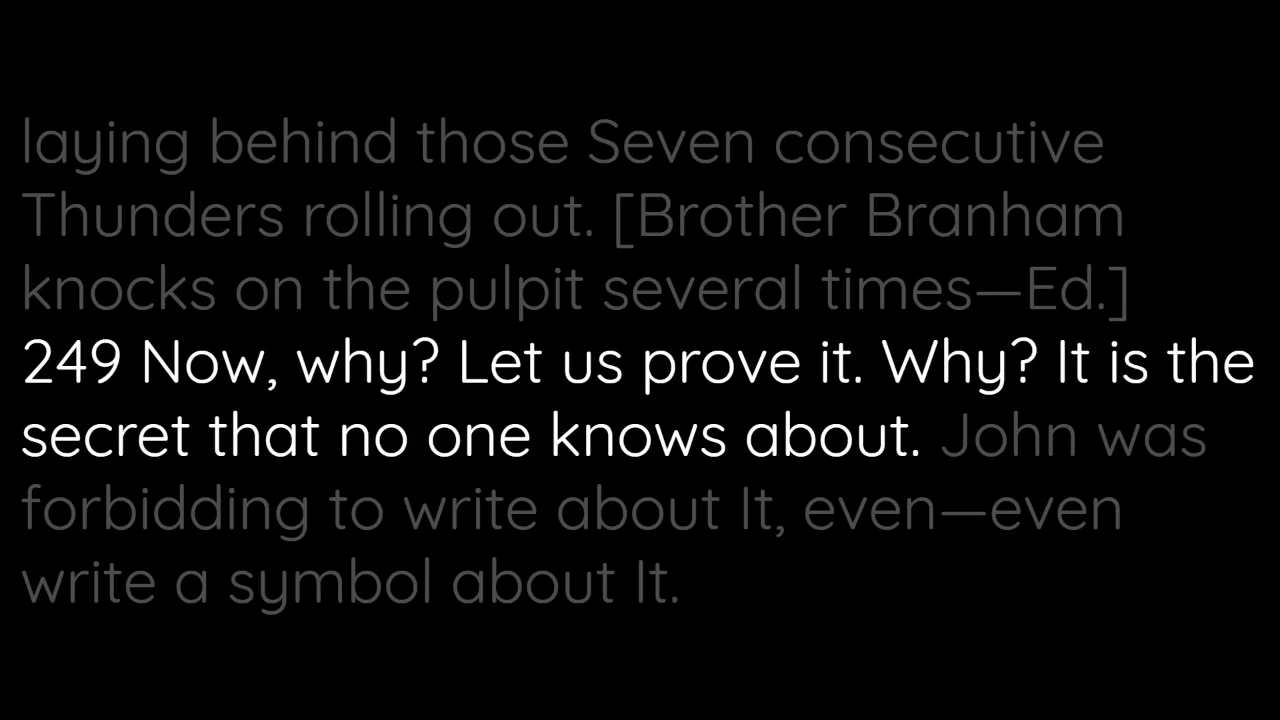 laying behind those Seven consecutive
Thunders rolling out. [Brother Branham
knocks on the pulpit several times—Ed.]
249 Now, why? Let us prove it. Why? It is the
secret that no one knows about. John was
forbidding to write about It, even—even
write a symbol about It.